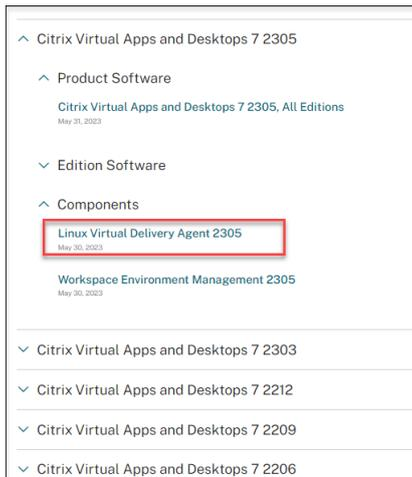 Citrix Virtual Apps and Desktops 7 2305
Product Software
Citrix Virtual Apps and Desktops 7 2305, All Editions
May 31, 2023
Edition Software
Components
Linux Virtual Delivery Agent 2305
May 30, 2023
Workspace Environment Management 2305
May 30, 2023
Citrix Virtual Apps and Desktops 7 2303
Citrix Virtual Apps and Desktops 7 2212
Citrix Virtual Apps and Desktops 7 2209
Citrix Virtual Apps and Desktops 7 2206